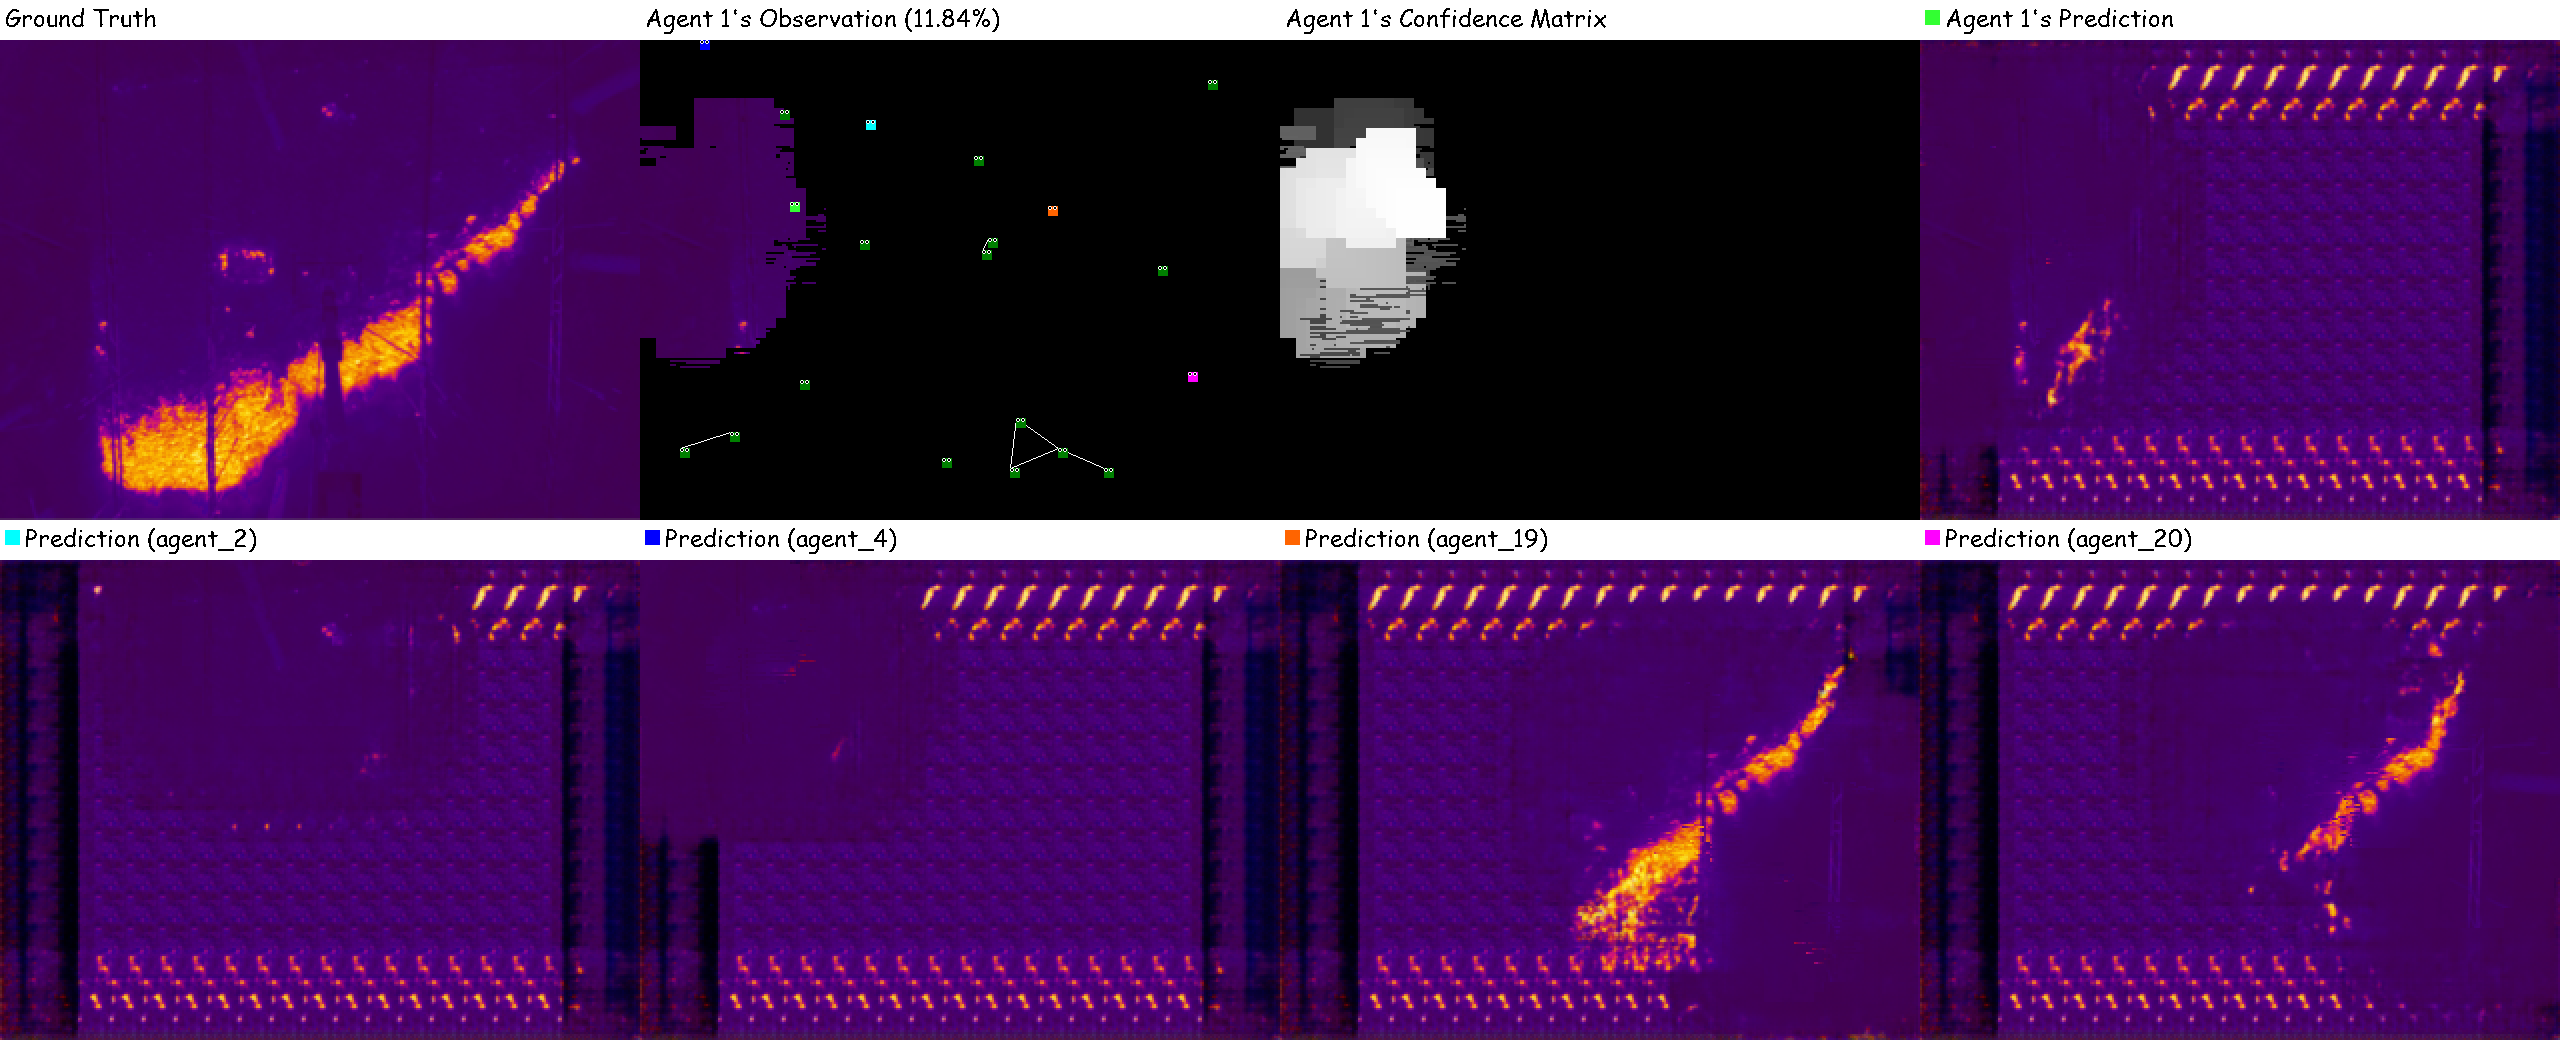 Ground Truth
Agent 1's Observation (11.84%)
Agent 1's Confidence Matrix
Agent 1's Prediction
Prediction (agent_2)
Prediction (agent_4)
Prediction (agent_19)
Prediction (agent_20)